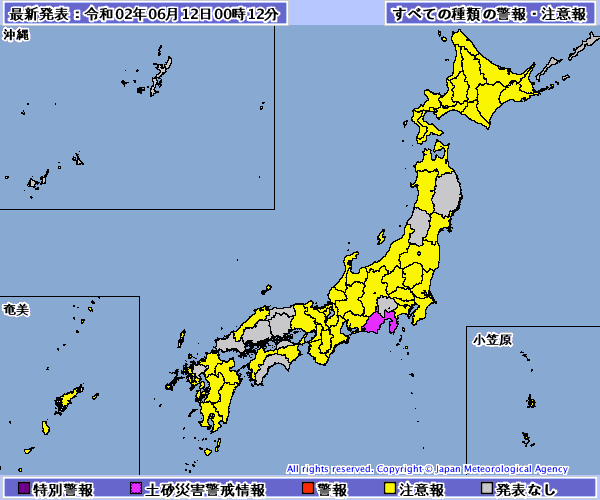 最新発表：令和02年06月12日00時12分
すべての種類の警報・注意報
沖縄
奄美
小笠原
All rights reserved. Copyright © Japan Meteorological Agency
特別警報
土砂災害警戒情報
警報
注意報
発表なし